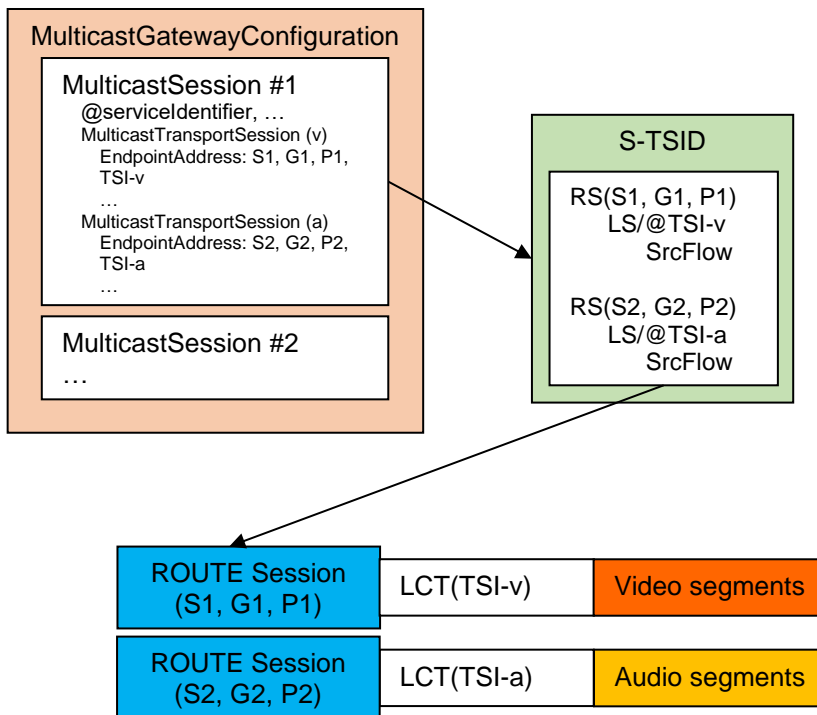 MulticastGatewayConfiguration
MulticastSession #1
@serviceIdentifier, …
MulticastTransportSession (v)
EndpointAddress: S1, G1, P1,
TSI-v
…
MulticastTransportSession (a)
EndpointAddress: S2, G2, P2,
TSI-a
…
MulticastSession #2
…
S-TSID
RS(S1, G1, P1)
LS/@TSI-v
SrcFlow
RS(S2, G2, P2)
LS/@TSI-a
SrcFlow
ROUTE Session
(S1, G1, P1)
LCT(TSI-v)
Video segments
ROUTE Session
(S2, G2, P2)
LCT(TSI-a)
Audio segments